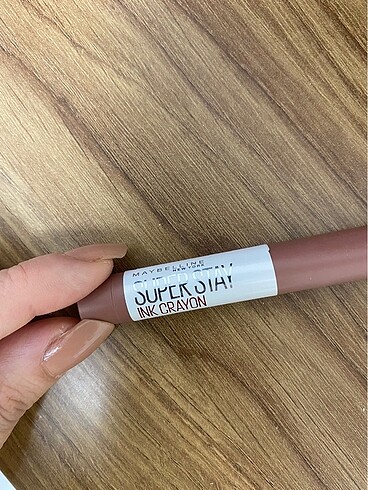 MAYBELLINE
NEW YORK
SUPER STAY
INK CRAYON